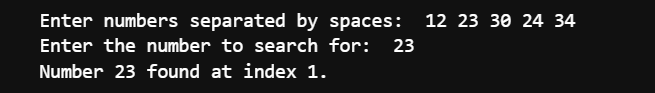 Enter numbers separated by spaces:  12 23 30 24 34
Enter the number to search for:  23
Number 23 found at index 1.